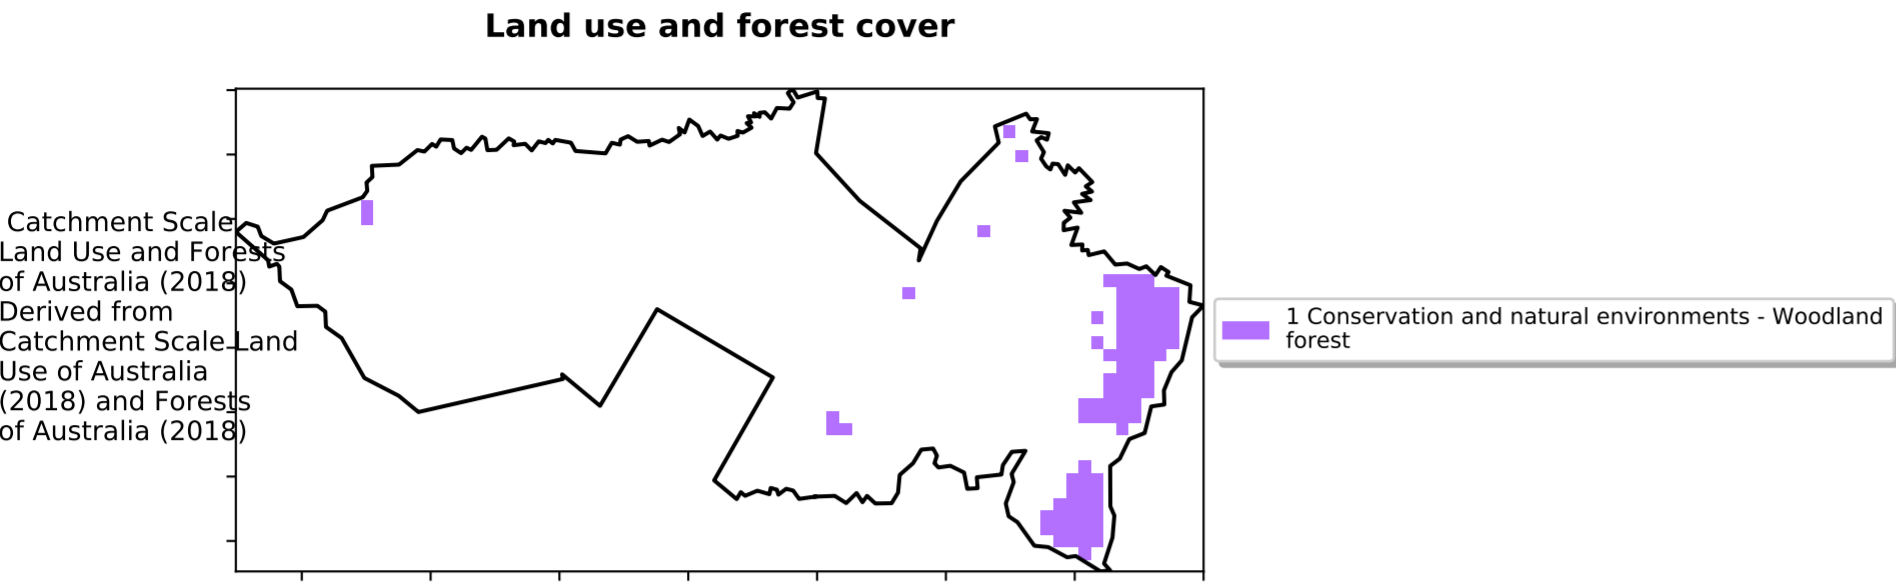 Land use and forest cover
Catchment Scale
Land Use and Forests
of Australia (2018)
Derived from
Catchment Scale Land
Use of Australia
(2018) and Forests
of Australia (2018)
1 Conservation and natural environments - Woodland
forest